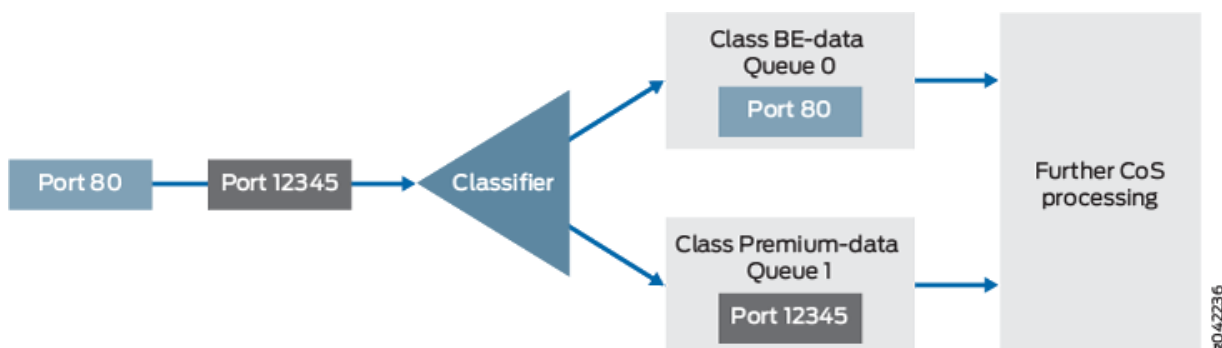 Port 80
Port 12345
Classifier
Class BE-data
Queue 0
Port 80
Class Premium-data
Queue 1
Port 12345
Further CoS
processing
g042236